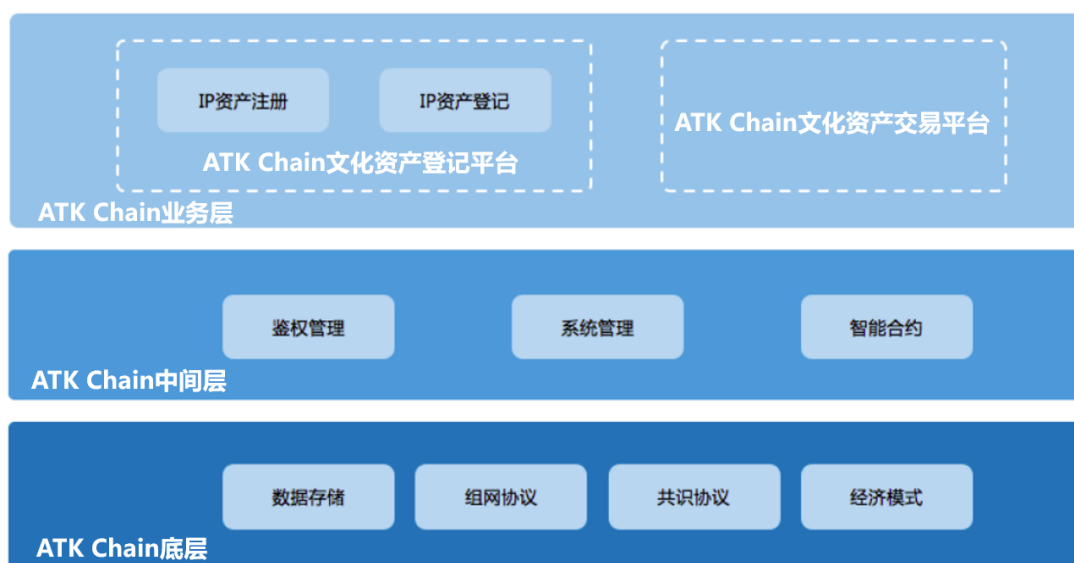 IP资产注册
IP资产登记
ATK Chain文化资产登记平台
ATK Chain文化资产交易平台
ATK Chain业务层
鉴权管理
系统管理
智能合约
ATK Chain中间层
数据存储
组网协议
共识协议
经济模式
ATK Chain底层